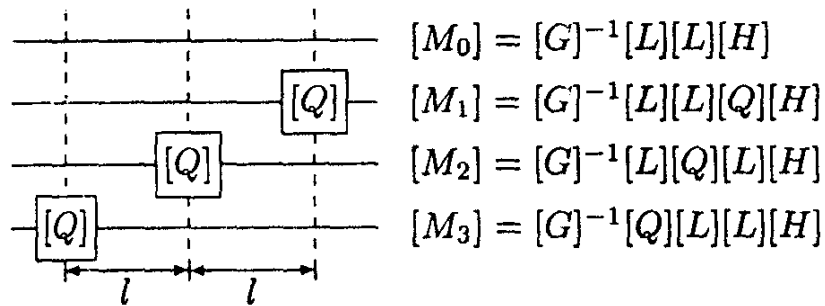 [M₀] = [G]⁻¹[L][L][H]
[Q] [M₁] = [G]⁻¹[L][L][Q][H]
[Q] [M₂] = [G]⁻¹[L][Q][L][H]
[Q] [M₃] = [G]⁻¹[Q][L][L][H]
l l